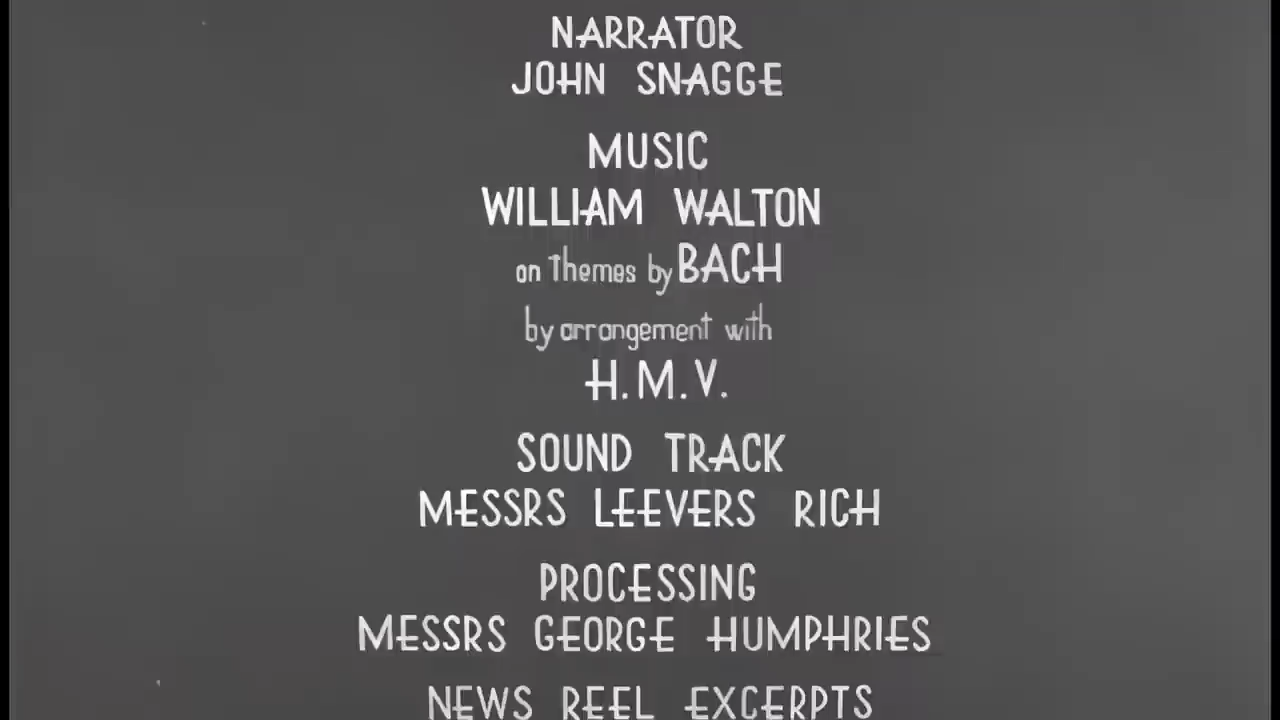 NARRATOR
JOHN SNAGGE
MUSIC
WILLIAM WALTON
on Themes by BACH
by arrangement with
H.M.V.
SOUND TRACK
MESSRS LEEVERS RICH
PROCESSING
MESSRS GEORGE HUMPHRIES
NEWS REEL EXCERPTS